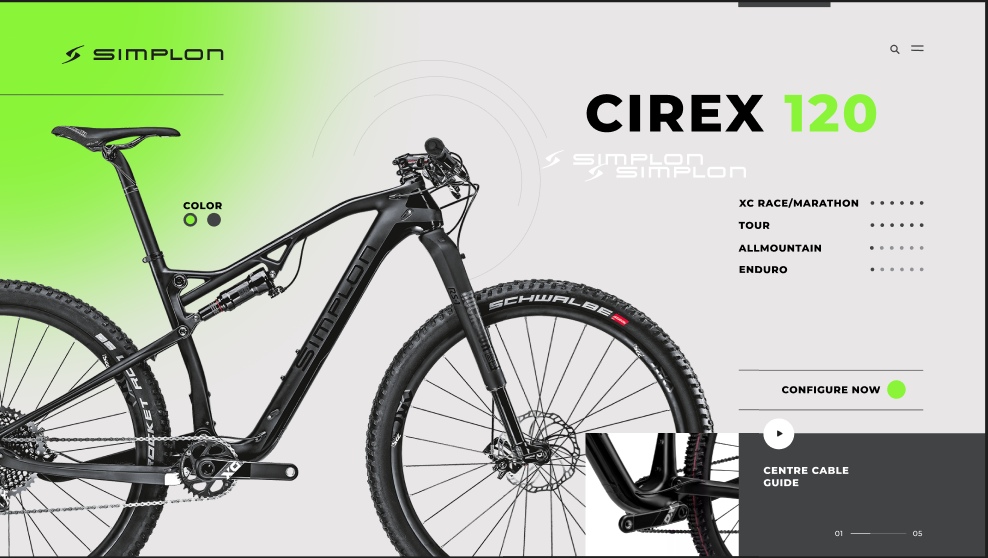 SIMPLON
CIREX 120
SIMPLON
SIMPLON
COLOR
XC RACE/MARATHON
TOUR
ALLMOUNTAIN
ENDURO
SIMPLON
SCHWALBE
ROCKET RO
CONFIGURE NOW
CENTRE CABLE
GUIDE
01
05